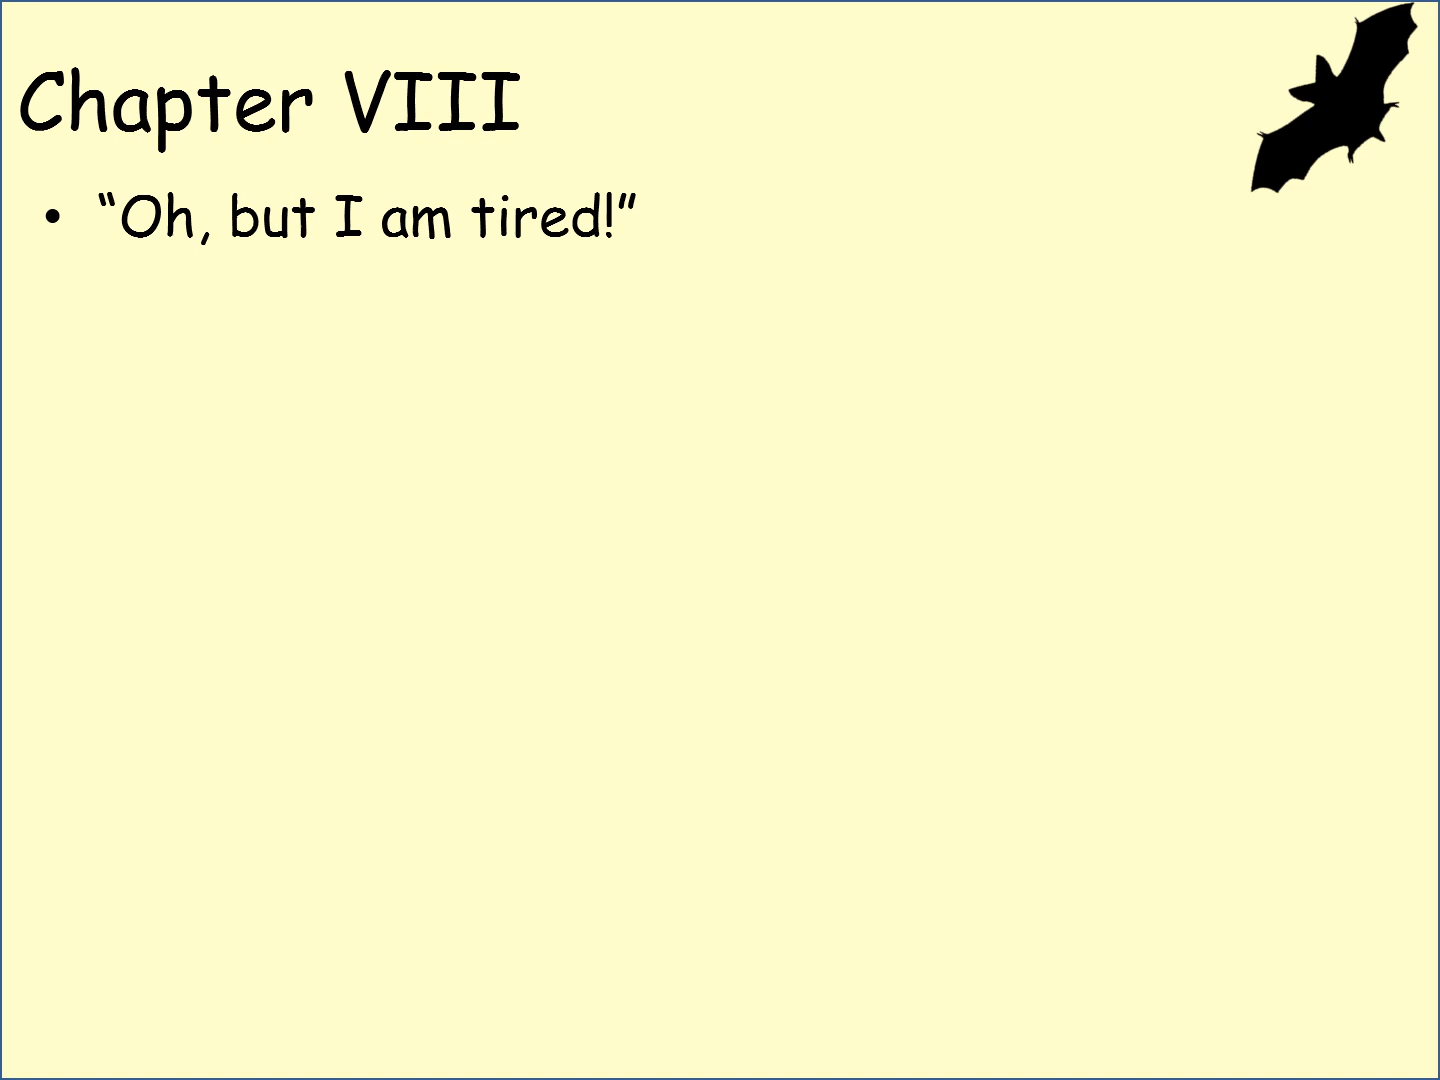 Chapter VIII
• “Oh, but I am tired!”